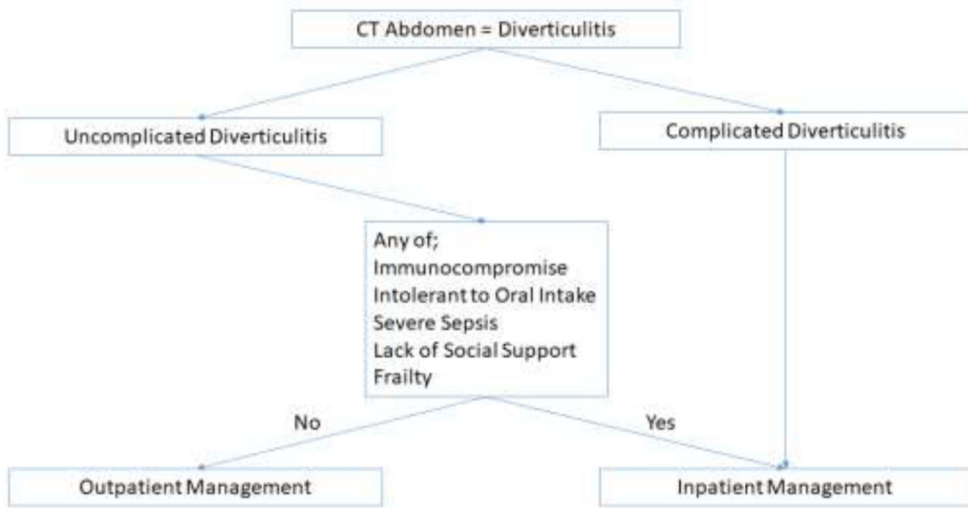 CT Abdomen = Diverticulitis
Uncomplicated Diverticulitis
Complicated Diverticulitis
Any of;
Immunocompromise
Intolerant to Oral Intake
Severe Sepsis
Lack of Social Support
Frailty
No
Yes
Outpatient Management
Inpatient Management